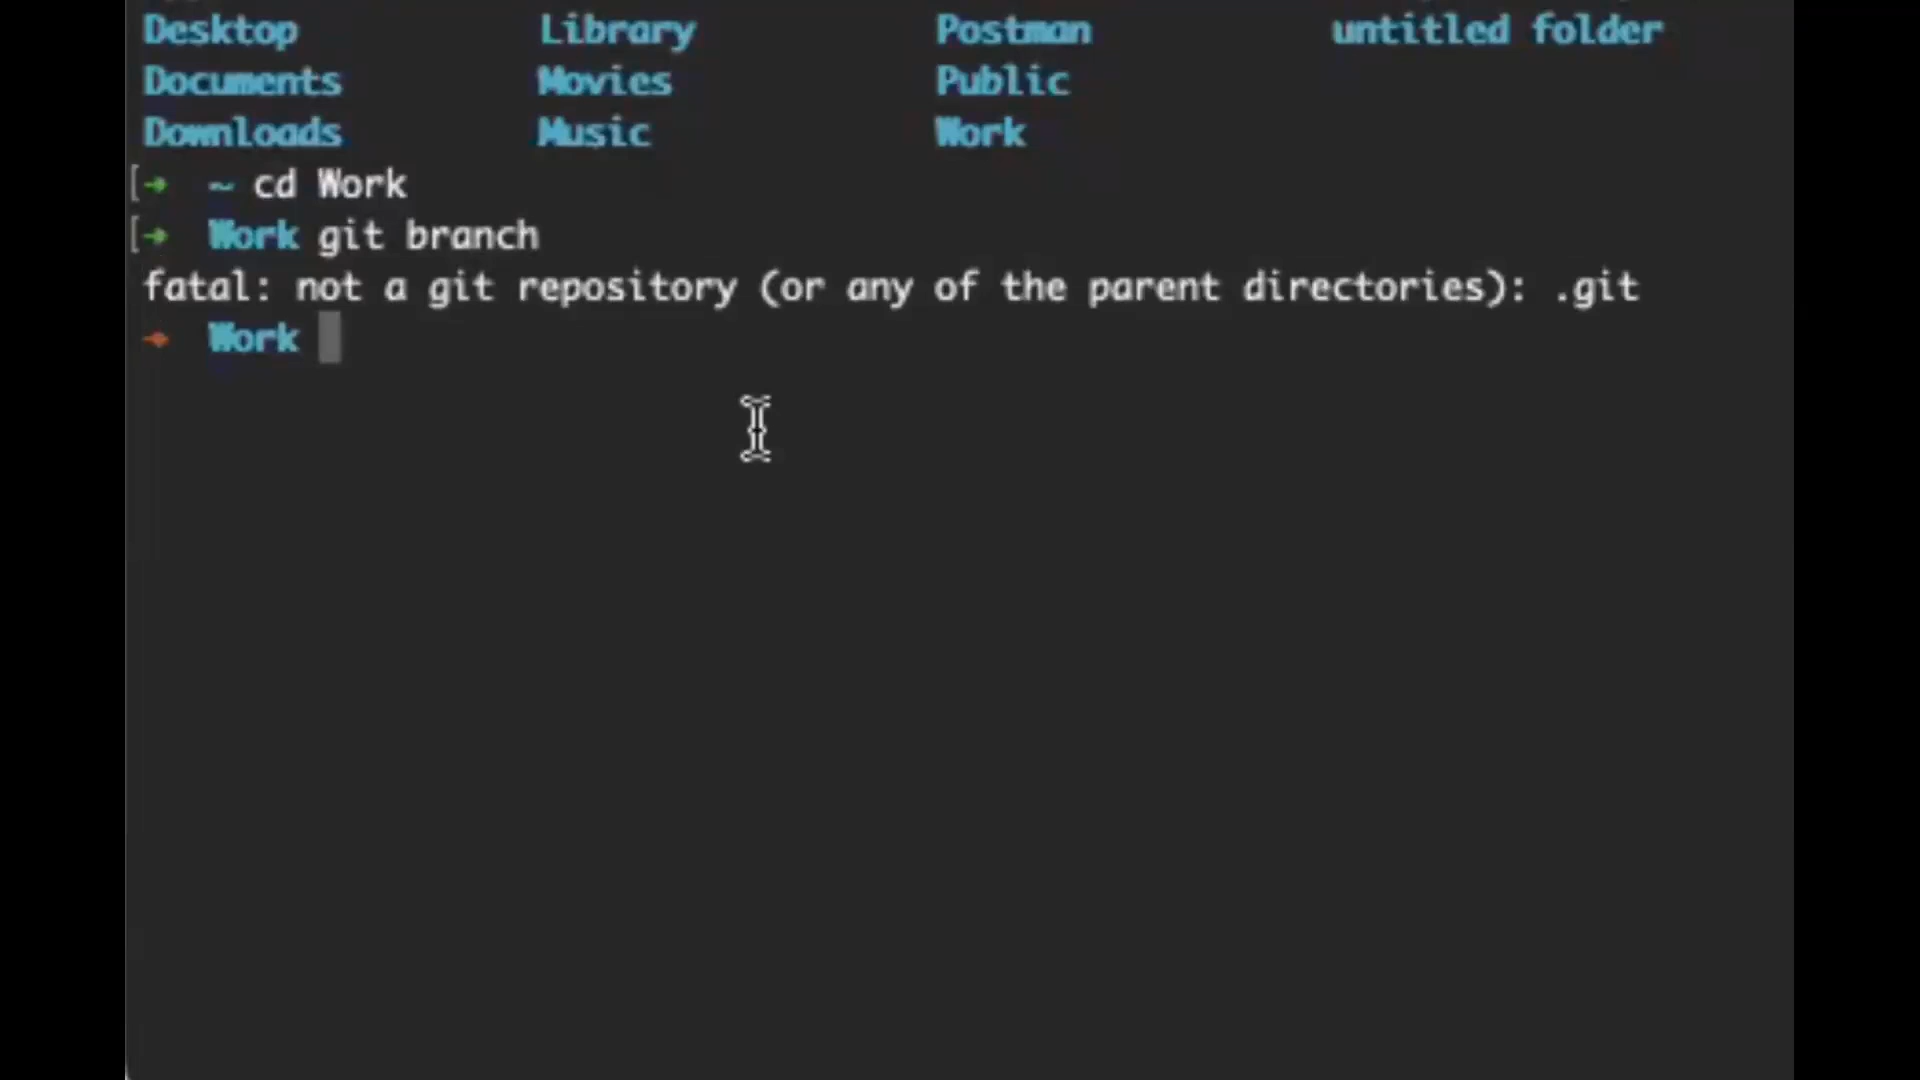 Desktop Library Postman untitled folder
Documents Movies Public
Downloads Music Work
[➜ ~ cd Work
[➜ Work git branch
fatal: not a git repository (or any of the parent directories): .git
➜ Work